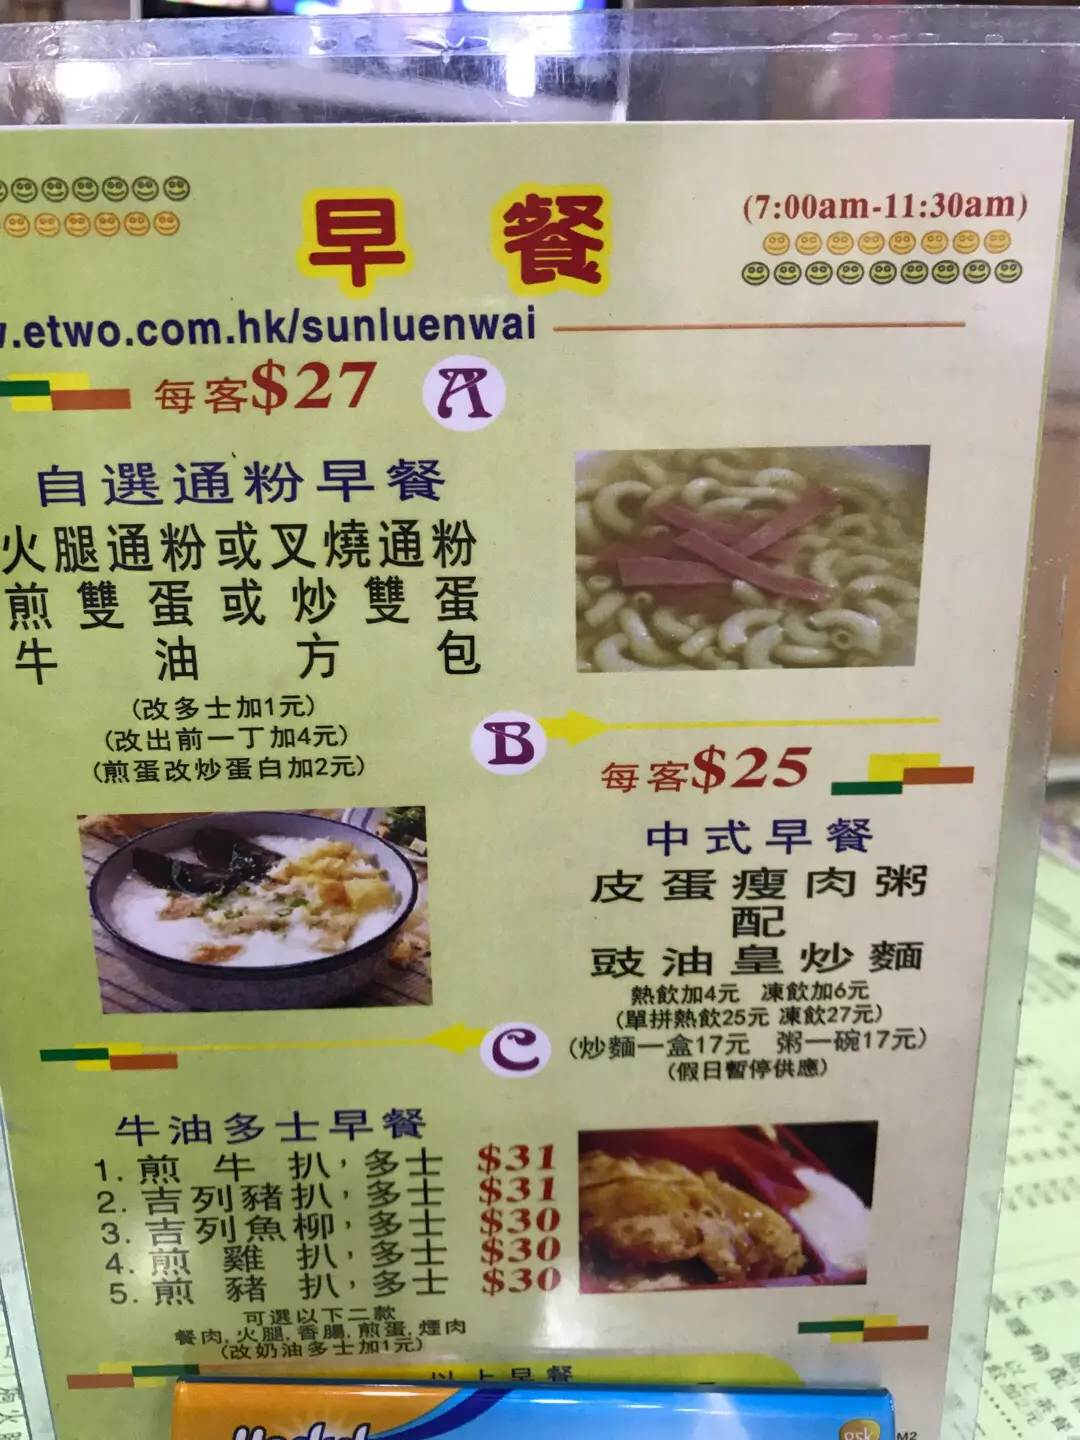 早餐
(7:00am-11:30am)
.etwo.com.hk/sunluenwai
每客$27
A
自選通粉早餐
火腿通粉或叉燒通粉
煎雙蛋或炒雙蛋
牛油方包
(改多士加1元)
(改出前一丁加4元)
(煎蛋改炒蛋白加2元)
B
每客$25
中式早餐
皮蛋瘦肉粥
配
豉油皇炒麵
熱飲加4元 凍飲加6元
(單拼熱飲25元 凍飲27元)
(炒麵一盒17元 粥一碗17元)
(假日暫停供應)
C
牛油多士早餐
1. 煎牛扒，多士 $31
2. 吉列豬扒，多士 $31
3. 吉列魚柳，多士 $30
4. 煎雞扒，多士 $30
5. 煎豬扒，多士 $30
可選以下二款
餐肉, 火腿, 香腸, 煎蛋, 煙肉
(改奶油多士加1元)
以上早餐
gsk
M2